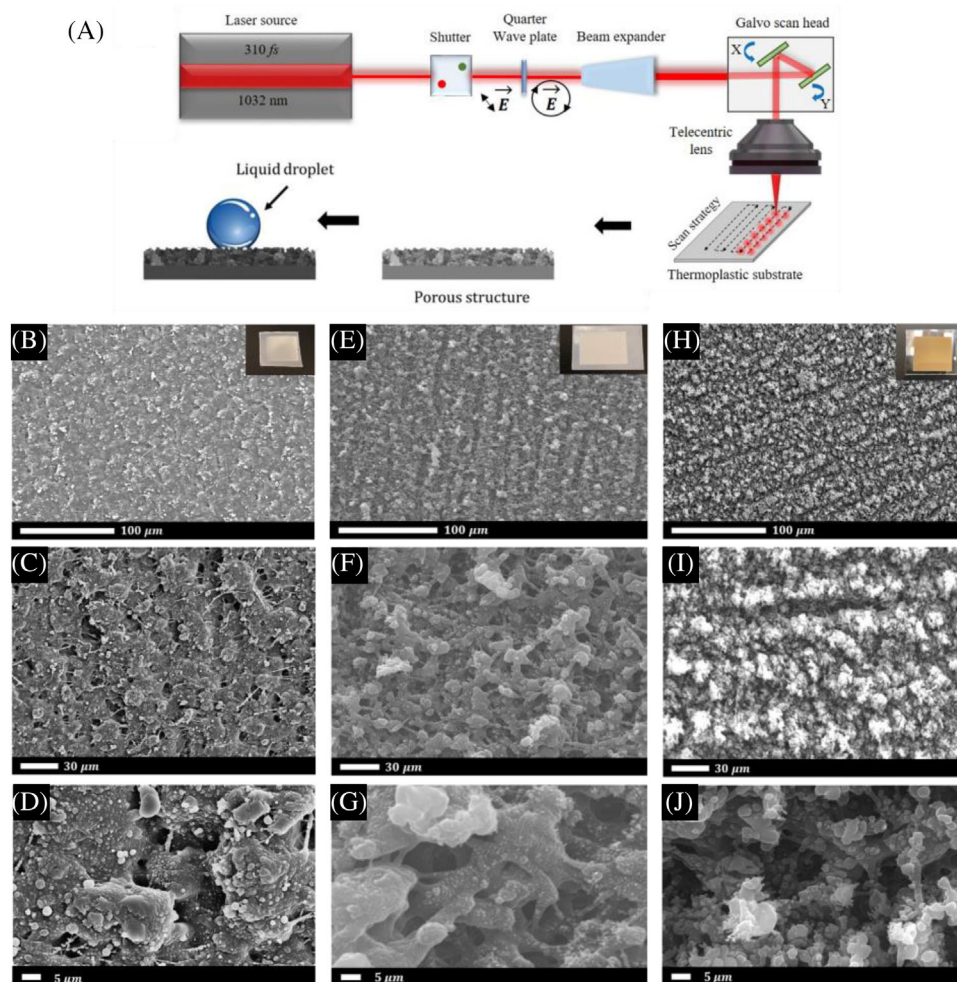 (A)
Laser source
310 fs
1032 nm
Shutter
Quarter
Wave plate
Beam expander
Galvo scan head
E
E
X
Y
Telecentric
lens
Liquid droplet
Scan strategy
Thermoplastic substrate
Porous structure
(B)
100 μm
(E)
100 μm
(H)
100 μm
(C)
30 μm
(F)
30 μm
(I)
30 μm
(D)
5 μm
(G)
5 μm
(J)
5 μm